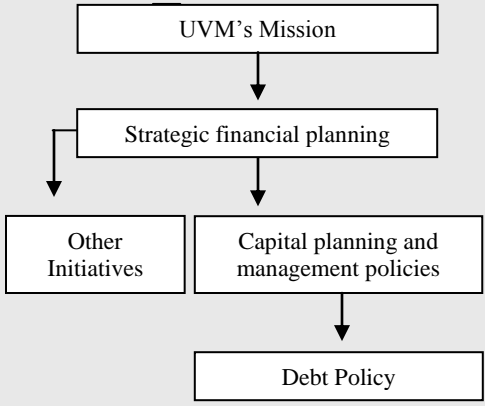 UVM’s Mission
Strategic financial planning
Other
Initiatives
Capital planning and
management policies
Debt Policy